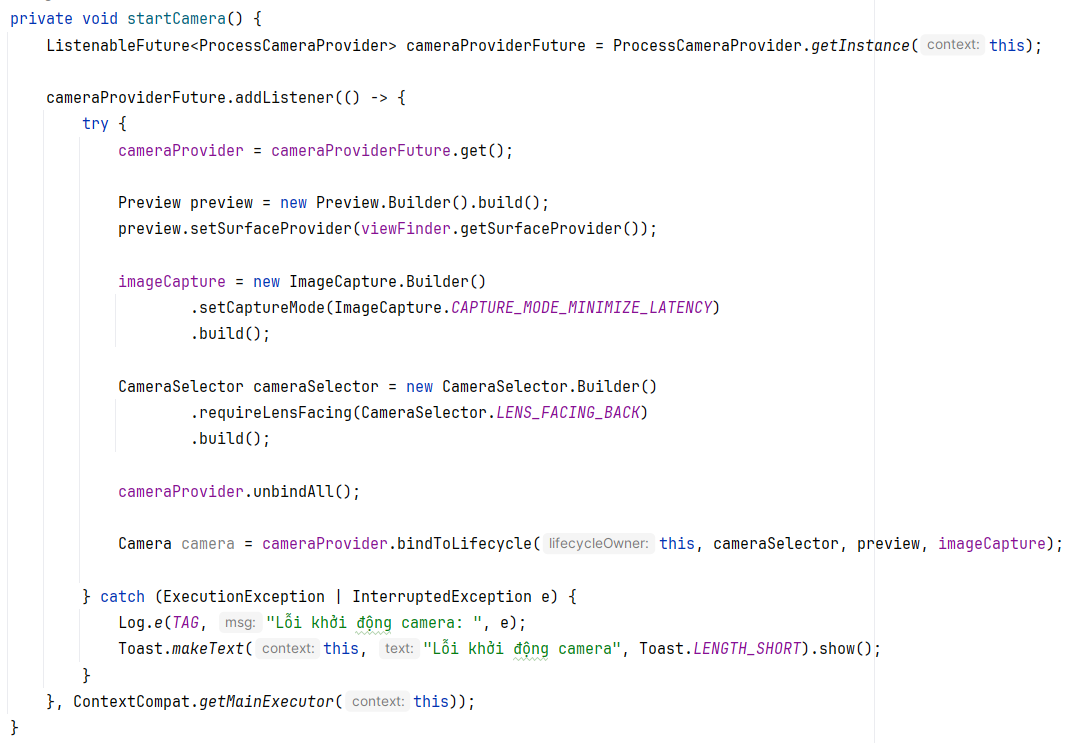 private void startCamera() {
    ListenableFuture<ProcessCameraProvider> cameraProviderFuture = ProcessCameraProvider.getInstance( context: this);

    cameraProviderFuture.addListener(() -> {
        try {
            cameraProvider = cameraProviderFuture.get();

            Preview preview = new Preview.Builder().build();
            preview.setSurfaceProvider(viewFinder.getSurfaceProvider());

            imageCapture = new ImageCapture.Builder()
                    .setCaptureMode(ImageCapture.CAPTURE_MODE_MINIMIZE_LATENCY)
                    .build();

            CameraSelector cameraSelector = new CameraSelector.Builder()
                    .requireLensFacing(CameraSelector.LENS_FACING_BACK)
                    .build();

            cameraProvider.unbindAll();

            Camera camera = cameraProvider.bindToLifecycle( lifecycleOwner: this, cameraSelector, preview, imageCapture);

        } catch (ExecutionException | InterruptedException e) {
            Log.e(TAG, msg: "Lỗi khởi động camera: ", e);
            Toast.makeText( context: this, text: "Lỗi khởi động camera", Toast.LENGTH_SHORT).show();
        }
    }, ContextCompat.getMainExecutor( context: this));
}